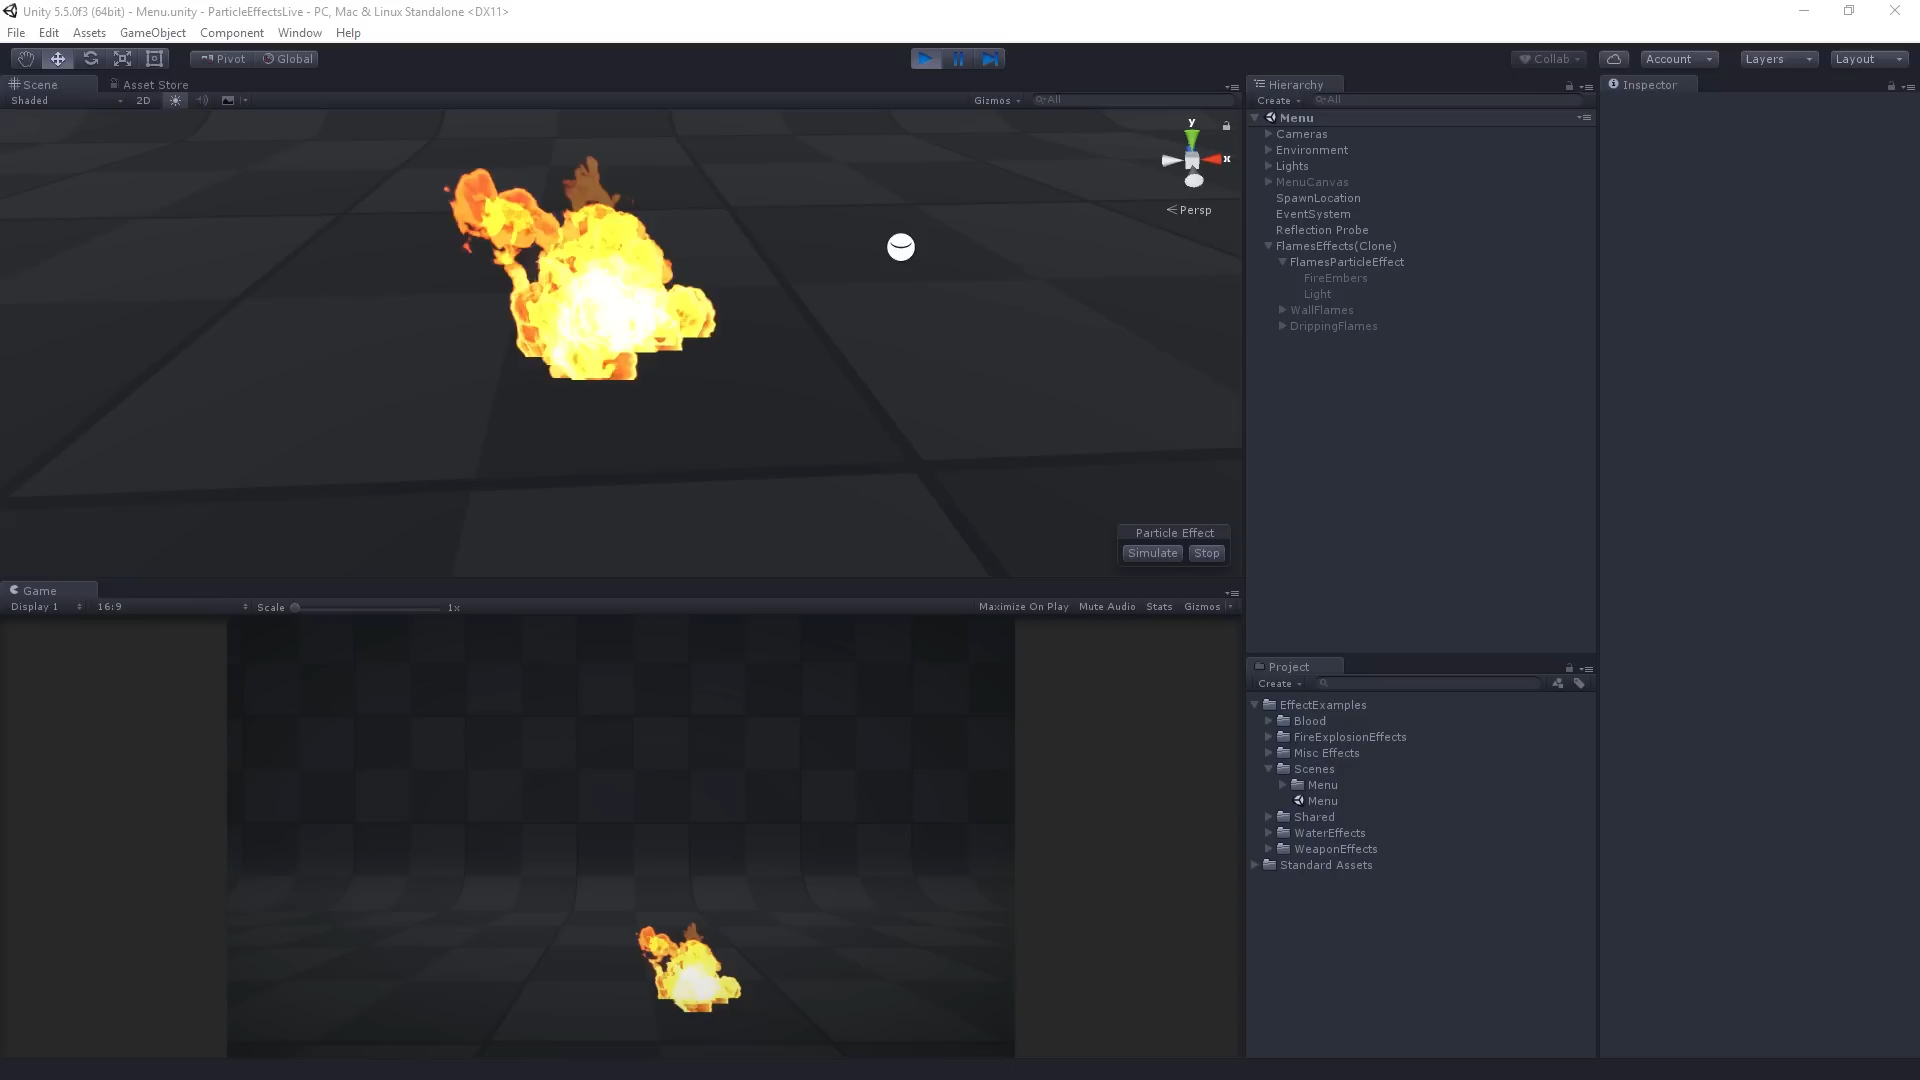 Unity 5.5.0f3 (64bit) - Menu.unity - ParticleEffectsLive - PC, Mac & Linux Standalone <DX11>
File Edit Assets GameObject Component Window Help
Pivot Global Collab Account Layers Layout
Scene Asset Store
Shaded 2D Gizmos All
y
x
Persp
Particle Effect
Simulate Stop
Game
Display 1 16:9 Scale 1x Maximize On Play Mute Audio Stats Gizmos
Hierarchy
Create All
Menu
Cameras
Environment
Lights
MenuCanvas
SpawnLocation
EventSystem
Reflection Probe
FlamesEffects(Clone)
FlamesParticleEffect
FireEmbers
Light
WallFlames
DrippingFlames
Project
Create
EffectExamples
Blood
FireExplosionEffects
Misc Effects
Scenes
Menu
Menu
Shared
WaterEffects
WeaponEffects
Standard Assets
Inspector